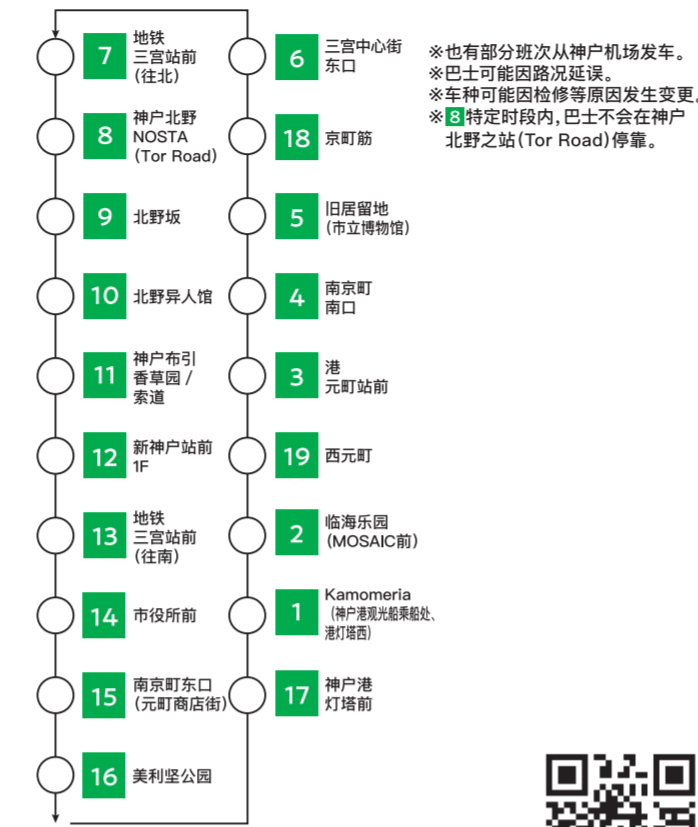 7
地铁
三宫站前
(往北)
8
神户北野
NOSTA
(Tor Road)
9
北野坂
10
北野异人馆
11
神户布引
香草园 /
索道
12
新神户站前
1F
13
地铁
三宫站前
(往南)
14
市役所前
15
南京町东口
(元町商店街)
16
美利坚公园
6
三宫中心街
东口
18
京町筋
5
旧居留地
(市立博物馆)
4
南京町
南口
3
港
元町站前
19
西元町
2
临海乐园
(MOSAIC前)
1
Kamomeria
(神户港观光船乘船处、
港灯塔西)
17
神户港
灯塔前
※也有部分班次从神户机场发车。
※巴士可能因路况延误。
※车种可能因检修等原因发生变更。
※ 8 特定时段内，巴士不会在神户
北野之站(Tor Road)停靠。